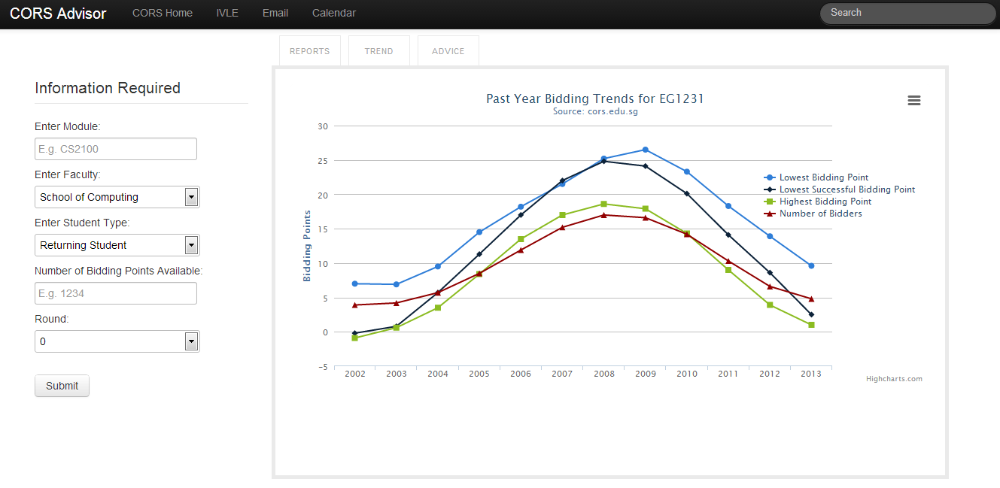 CORS Advisor CORS Home IVLE Email Calendar Search
REPORTS TREND ADVICE
Information Required
Enter Module:
E.g. CS2100
Enter Faculty:
School of Computing
Enter Student Type:
Returning Student
Number of Bidding Points Available:
E.g. 1234
Round:
0
Submit
Past Year Bidding Trends for EG1231
Source: cors.edu.sg
Bidding Points
30
25
20
15
10
5
0
-5
2002 2003 2004 2005 2006 2007 2008 2009 2010 2011 2012 2013
Lowest Bidding Point
Lowest Successful Bidding Point
Highest Bidding Point
Number of Bidders
Highcharts.com